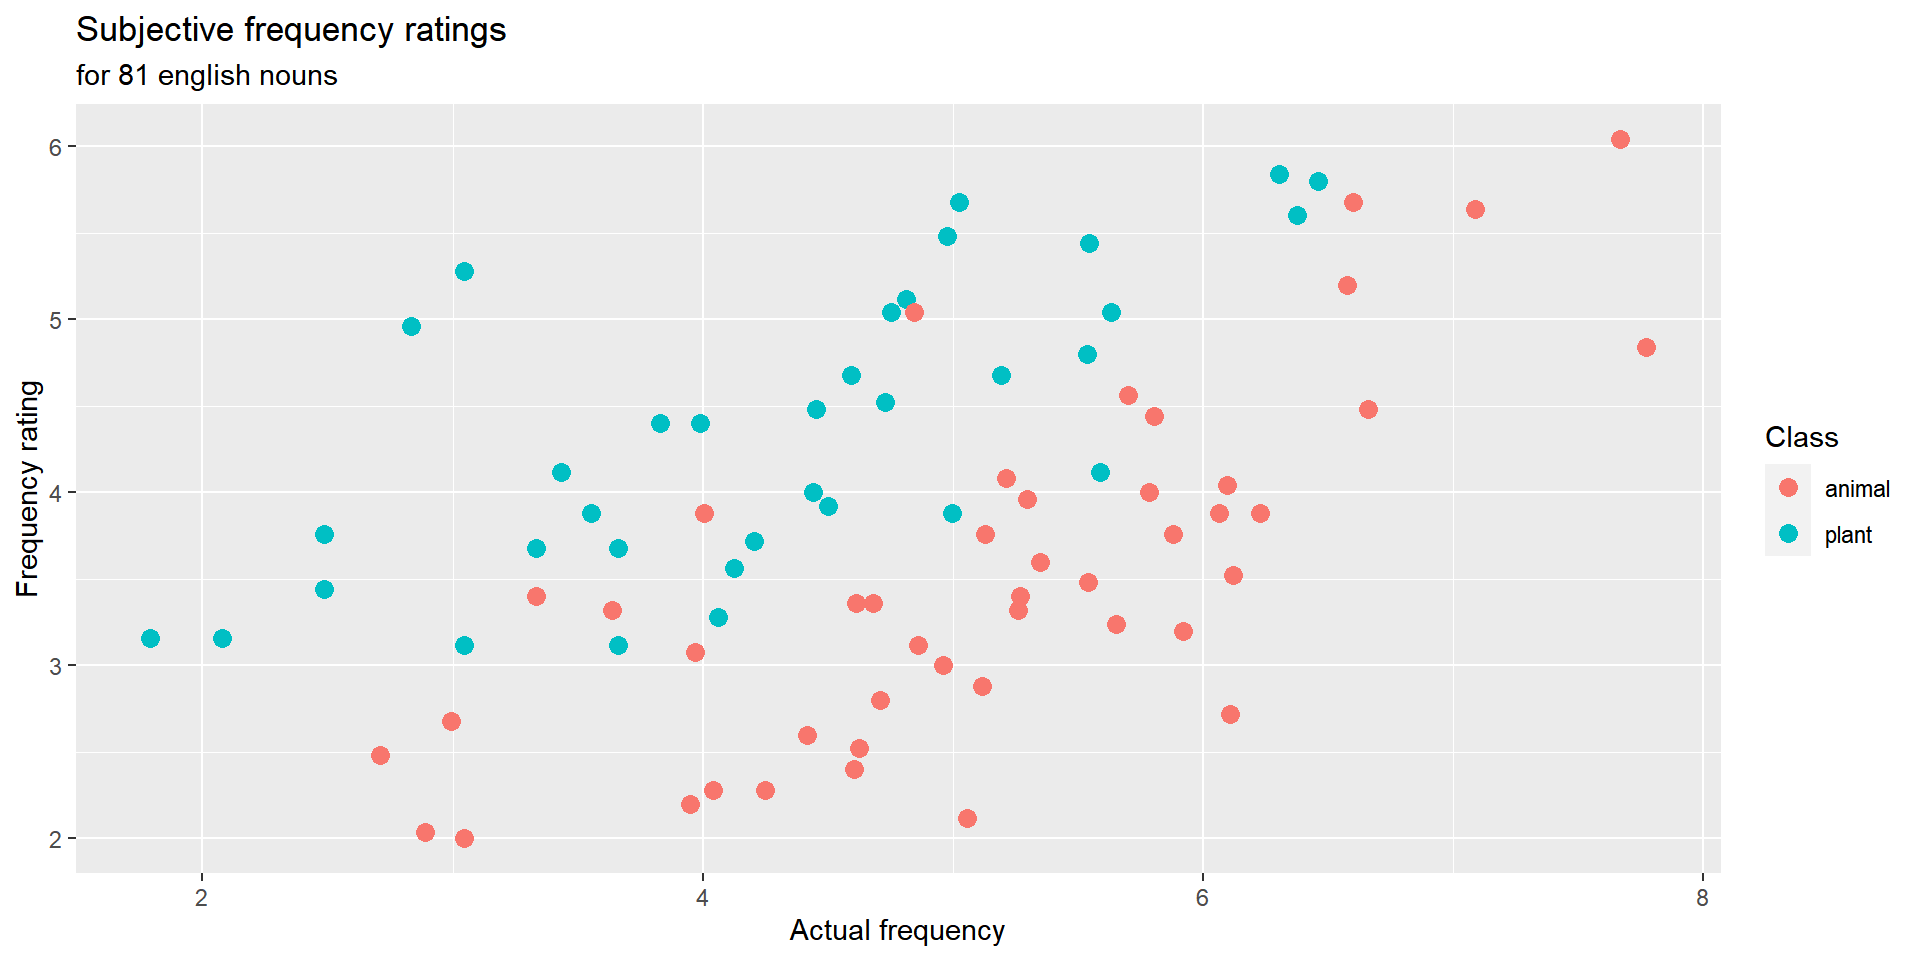 Subjective frequency ratings
for 81 english nouns
6
5
4
3
2
Frequency rating
2 4 6 8
Actual frequency
Class
animal
plant